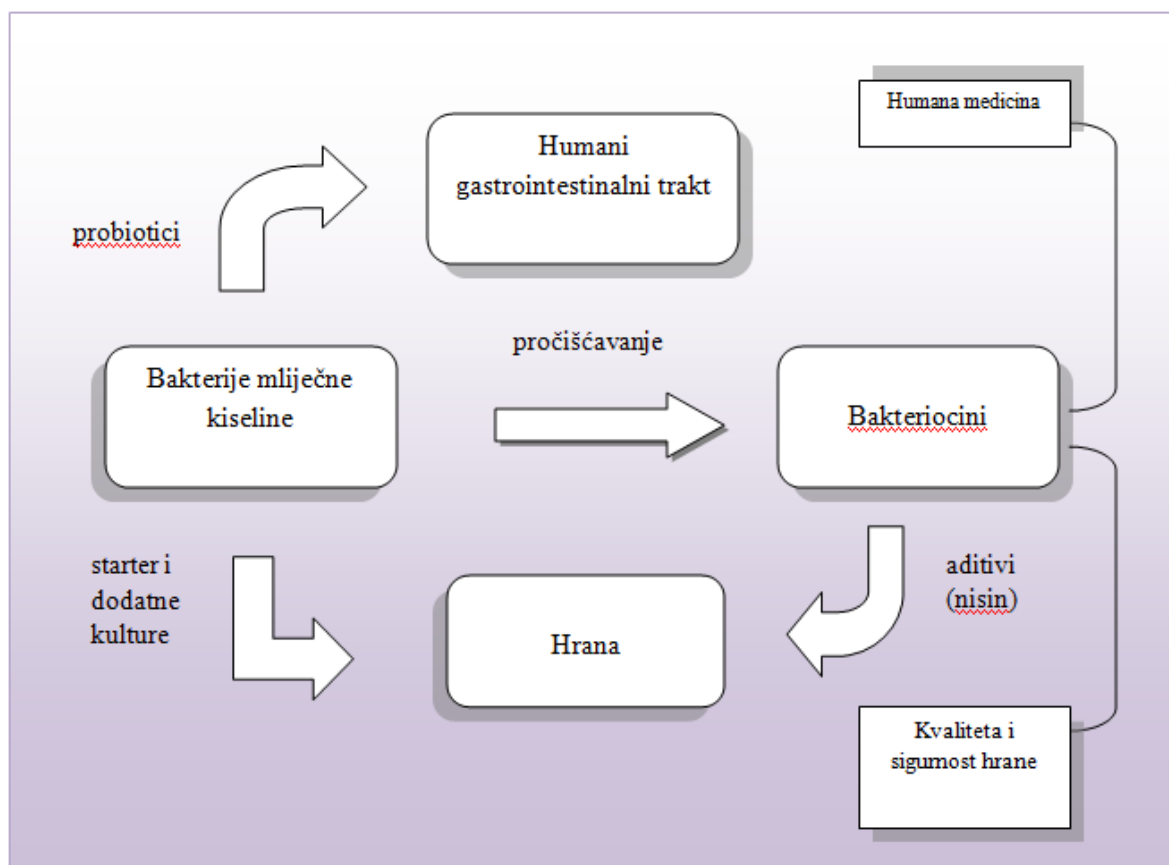 Humana medicina
Humani
gastrointestinalni trakt
probiotici
pročišćavanje
Bakterije mliječne
kiseline
Bakteriocini
starter i
dodatne
kulture
aditivi
(nisin)
Hrana
Kvaliteta i
sigurnost hrane